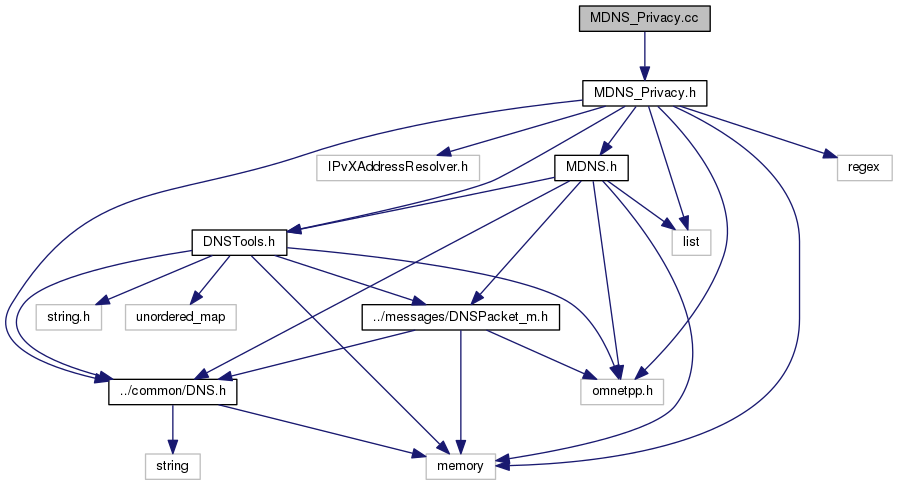 MDNS_Privacy.cc
MDNS_Privacy.h
IPvXAddressResolver.h
MDNS.h
regex
DNSTools.h
list
string.h
unordered_map
../messages/DNSPacket_m.h
../common/DNS.h
omnetpp.h
string
memory